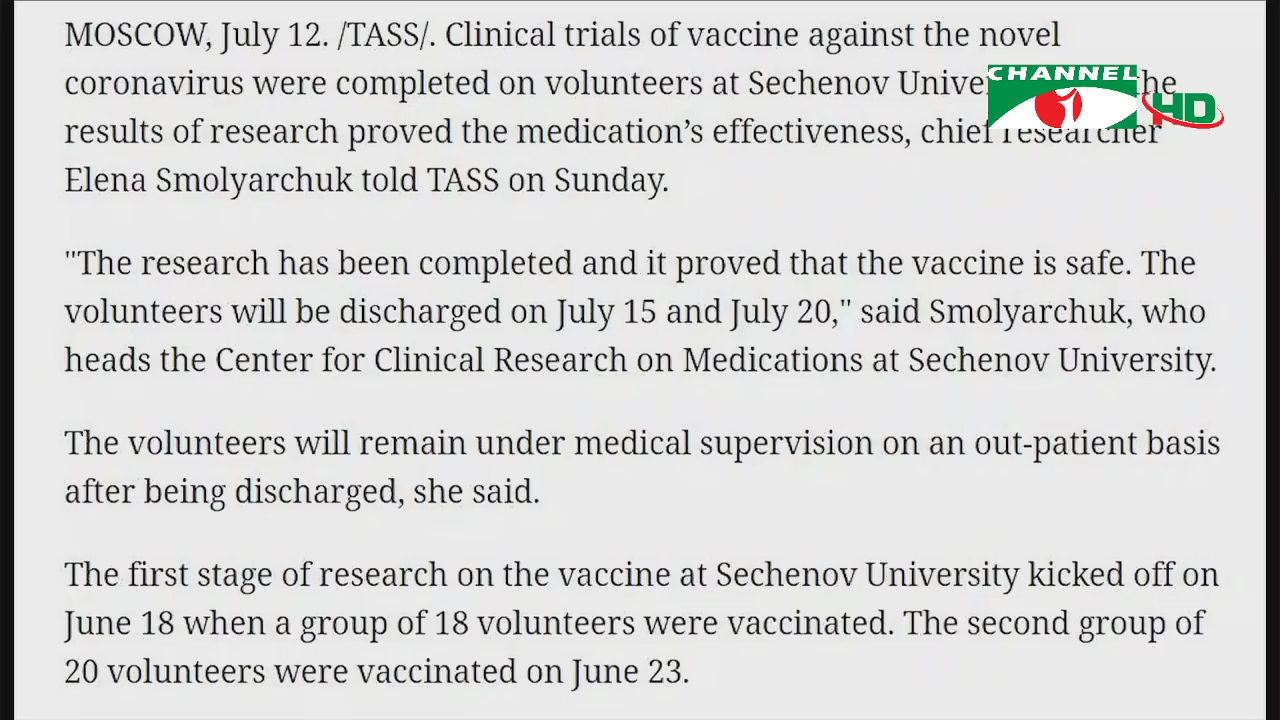 MOSCOW, July 12. /TASS/. Clinical trials of vaccine against the novel
CHANNEL
HD
coronavirus were completed on volunteers at Sechenov
results of research proved the medication's effectiveness, chief researcher
Elena Smolyarchuk told TASS on Sunday.
"The research has been completed and it proved that the vaccine is safe. The
volunteers will be discharged on July 15 and July 20," said Smolyarchuk, who
heads the Center for Clinical Research on Medications at Sechenov University.
The volunteers will remain under medical supervision on an out-patient basis
after being discharged, she said.
The first stage of research on the vaccine at Sechenov University kicked off on
June 18 when a group of 18 volunteers were vaccinated. The second group of
20 volunteers were vaccinated on June 23.